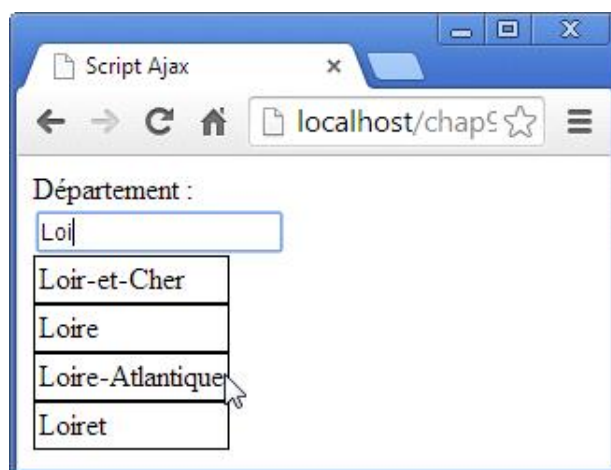 Script Ajax
localhost/chap9
Département :
Loi
Loir-et-Cher
Loire
Loire-Atlantique
Loiret